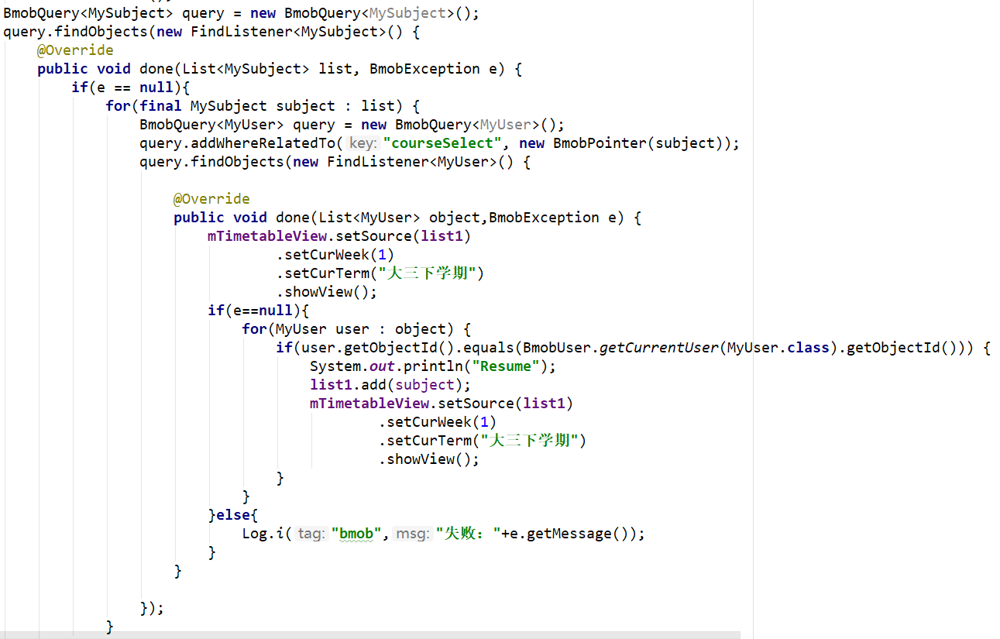 BmobQuery<MySubject> query = new BmobQuery<MySubject>();
query.findObjects(new FindListener<MySubject>() {
@Override
public void done(List<MySubject> list, BmobException e) {
if(e == null){
for(final MySubject subject : list) {
BmobQuery<MyUser> query = new BmobQuery<MyUser>();
query.addWhereRelatedTo( key: "courseSelect", new BmobPointer(subject));
query.findObjects(new FindListener<MyUser>() {
@Override
public void done(List<MyUser> object,BmobException e) {
mTimetableView.setSource(list1)
.setCurWeek(1)
.setCurTerm("大三下学期")
.showView();
if(e==null){
for(MyUser user : object) {
if(user.getObjectId().equals(BmobUser.getCurrentUser(MyUser.class).getObjectId())) {
System.out.println("Resume");
list1.add(subject);
mTimetableView.setSource(list1)
.setCurWeek(1)
.setCurTerm("大三下学期")
.showView();
}
}
}else{
Log.i( tag: "bmob", msg: "失败："+e.getMessage());
}
}
});
}